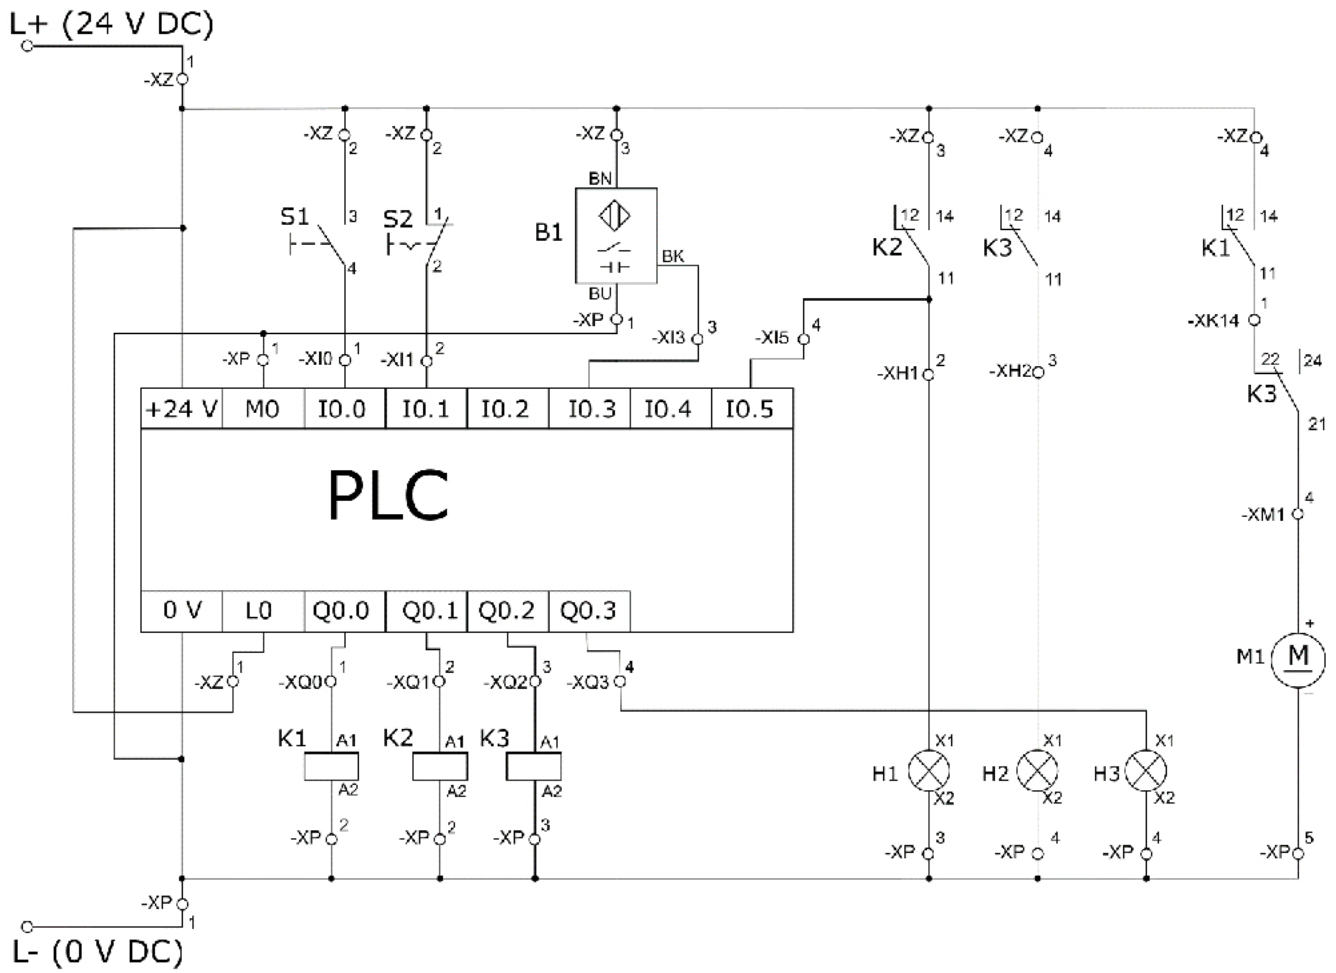 L+ (24 V DC)
1
-XZ
-XZ -XZ -XZ -XZ -XZ -XZ
2 2 3 3 4 4
BN
S1 3 S2 1 B1 K2 12 14 K3 12 14 K1 12 14
4 2 BK 11 11 11
BU
-XP 1 -XI3 3 -XI5 4 -XK14 1
-XP 1 -XI0 1 -XI1 2 -XH1 2 -XH2 3 22 24
K3
21
+24 V M0 I0.0 I0.1 I0.2 I0.3 I0.4 I0.5
PLC
-XM1 4
0 V L0 Q0.0 Q0.1 Q0.2 Q0.3
+
M1 M
-
-XZ 1 -XQ0 1 -XQ1 2 -XQ2 3 -XQ3 4
K1 A1 K2 A1 K3 A1 X1 X1 X1
H1 H2 H3
A2 A2 A2 X2 X2 X2
-XP 2 -XP 2 -XP 3 -XP 3 -XP 4 -XP 4 -XP 5
-XP
1
L- (0 V DC)